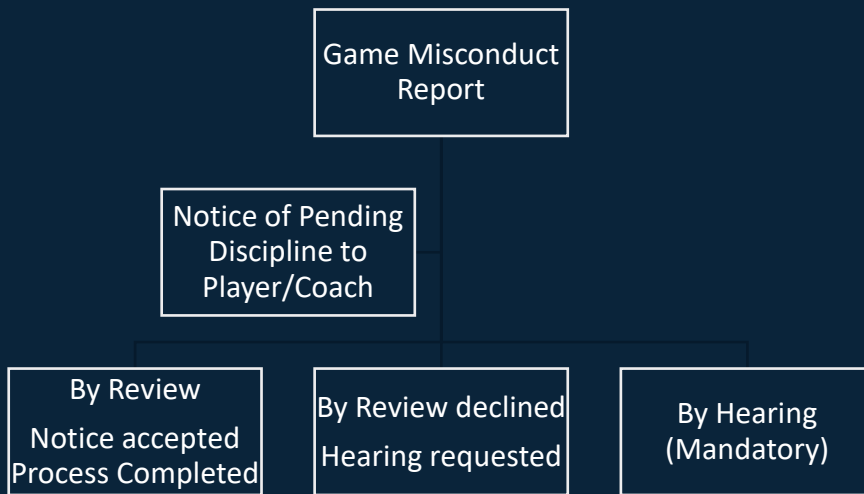 Game Misconduct
Report
Notice of Pending
Discipline to
Player/Coach
By Review
Notice accepted
Process Completed
By Review declined
Hearing requested
By Hearing
(Mandatory)